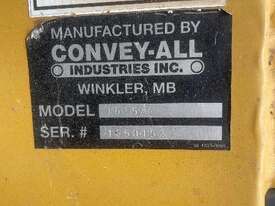 MANUFACTURED BY
CONVEY-ALL
INDUSTRIES INC.
WINKLER, MB
MODEL
SER. #